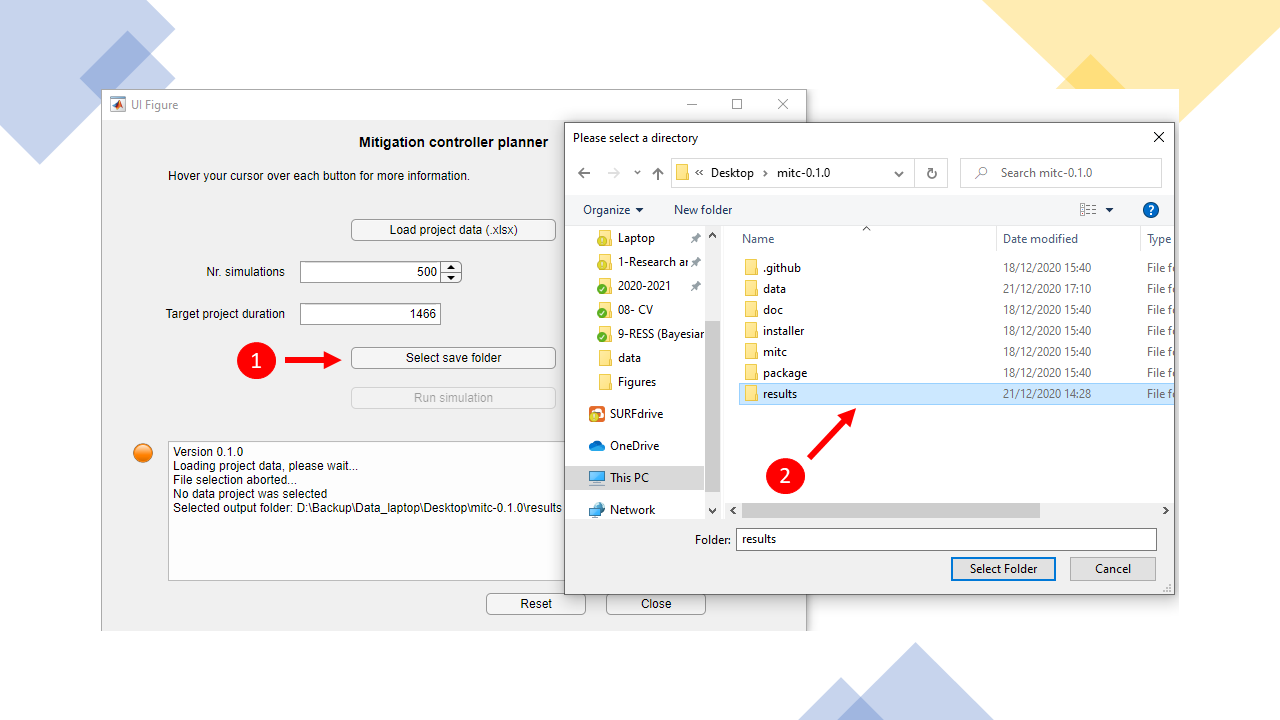 UI Figure
Mitigation controller planner
Hover your cursor over each button for more information.
Load project data (.xlsx)
Nr. simulations 500
Target project duration 1466
1 Select save folder
Run simulation
Version 0.1.0
Loading project data, please wait...
File selection aborted...
No data project was selected
Selected output folder: D:\Backup\Data_laptop\Desktop\mitc-0.1.0\results
Reset Close
Please select a directory
« Desktop › mitc-0.1.0 Search mitc-0.1.0
Organize New folder ?
Laptop
1-Research ar
2020-2021
08- CV
9-RESS (Bayesiar
data
Figures
SURFdrive
OneDrive
This PC
Network
Name Date modified Type
.github 18/12/2020 15:40 File fo
data 21/12/2020 17:10 File fo
doc 18/12/2020 15:40 File fo
installer 18/12/2020 15:40 File fo
mitc 18/12/2020 15:40 File fo
package 18/12/2020 15:40 File fo
results 21/12/2020 14:28 File fo
2
Folder: results
Select Folder Cancel